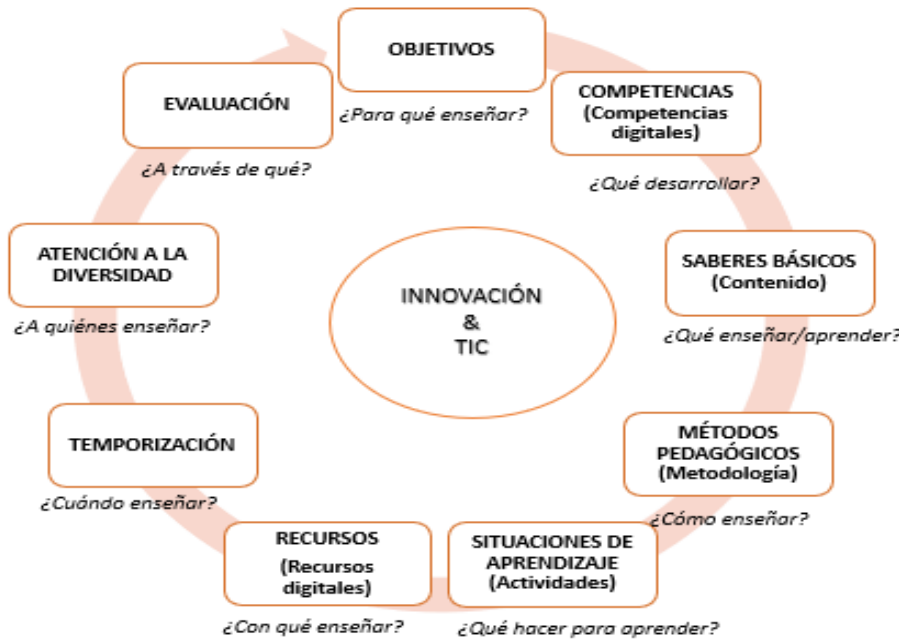 OBJETIVOS
¿Para qué enseñar?
COMPETENCIAS
(Competencias
digitales)
¿Qué desarrollar?
SABERES BÁSICOS
(Contenido)
¿Qué enseñar/aprender?
MÉTODOS
PEDAGÓGICOS
(Metodología)
¿Cómo enseñar?
SITUACIONES DE
APRENDIZAJE
(Actividades)
¿Qué hacer para aprender?
RECURSOS
(Recursos
digitales)
¿Con qué enseñar?
TEMPORIZACIÓN
¿Cuándo enseñar?
ATENCIÓN A LA
DIVERSIDAD
¿A quiénes enseñar?
EVALUACIÓN
¿A través de qué?
INNOVACIÓN
&
TIC